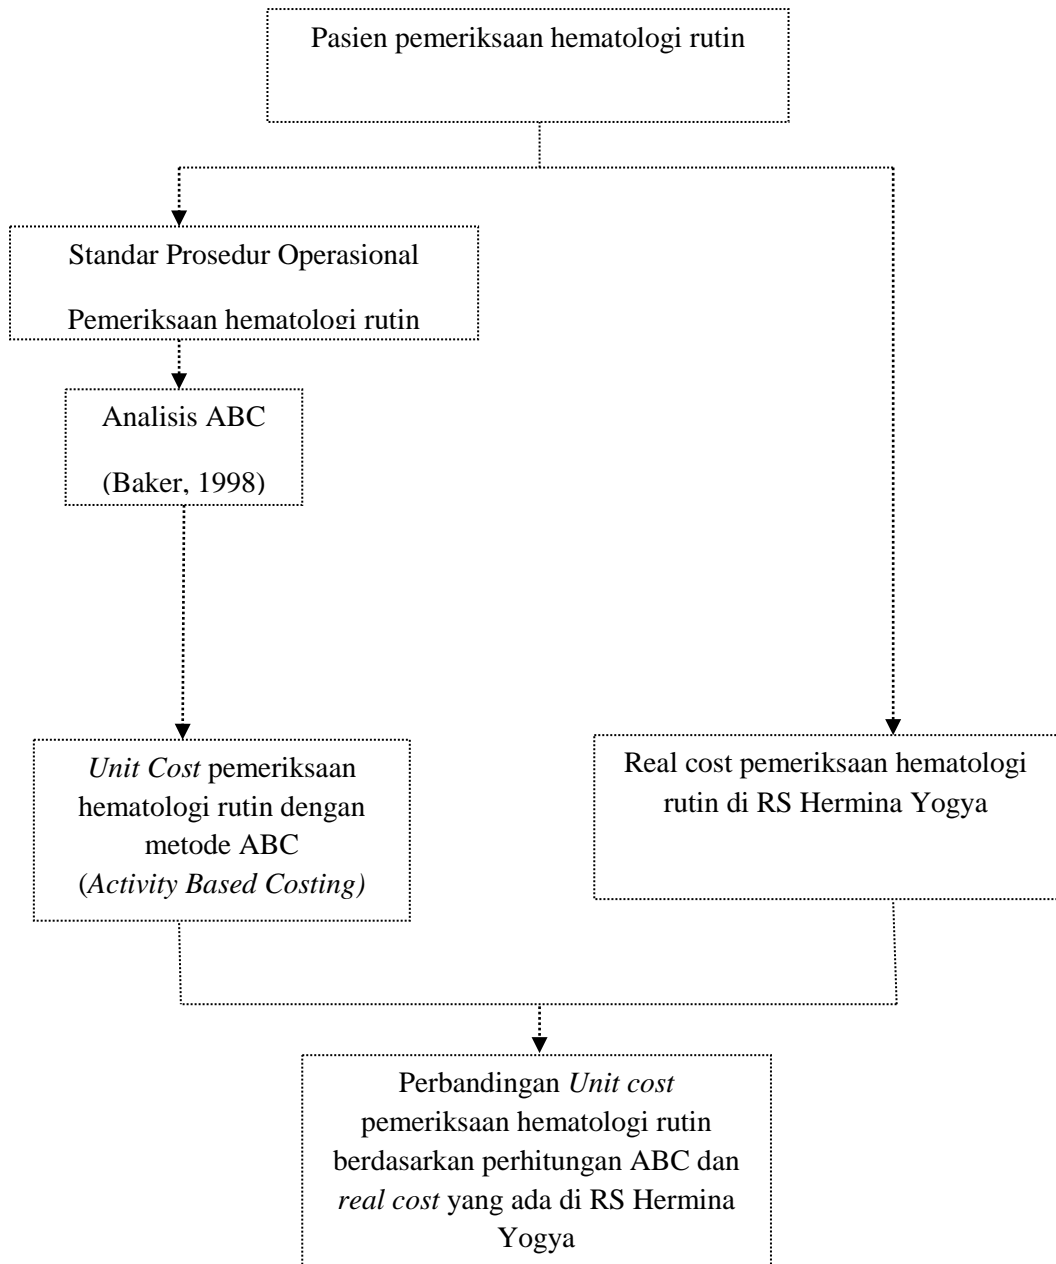 Pasien pemeriksaan hematologi rutin
Standar Prosedur Operasional
Pemeriksaan hematologi rutin
Analisis ABC
(Baker, 1998)
Unit Cost pemeriksaan
hematologi rutin dengan
metode ABC
(Activity Based Costing)
Real cost pemeriksaan hematologi
rutin di RS Hermina Yogya
Perbandingan Unit cost
pemeriksaan hematologi rutin
berdasarkan perhitungan ABC dan
real cost yang ada di RS Hermina
Yogya